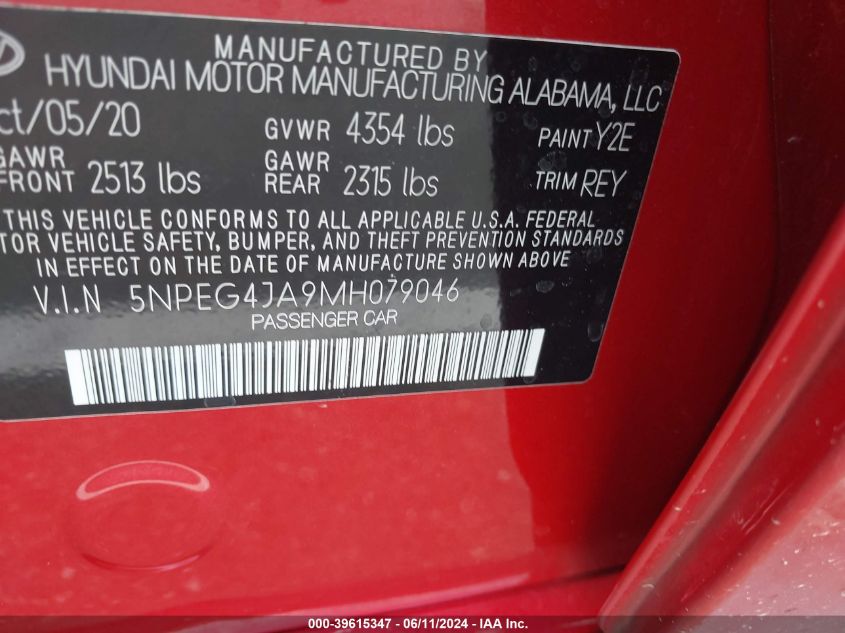 MANUFACTURED BY
HYUNDAI MOTOR MANUFACTURING ALABAMA, LLC
ct/05/20 GVWR 4354 lbs PAINT Y2E
GAWR FRONT 2513 lbs GAWR REAR 2315 lbs TRIM REY
THIS VEHICLE CONFORMS TO ALL APPLICABLE U.S.A. FEDERAL
TOR VEHICLE SAFETY, BUMPER, AND THEFT PREVENTION STANDARDS
IN EFFECT ON THE DATE OF MANUFACTURE SHOWN ABOVE
V.I.N 5NPEG4JA9MH079046
PASSENGER CAR
000-39615347 - 06/11/2024 - IAA Inc.